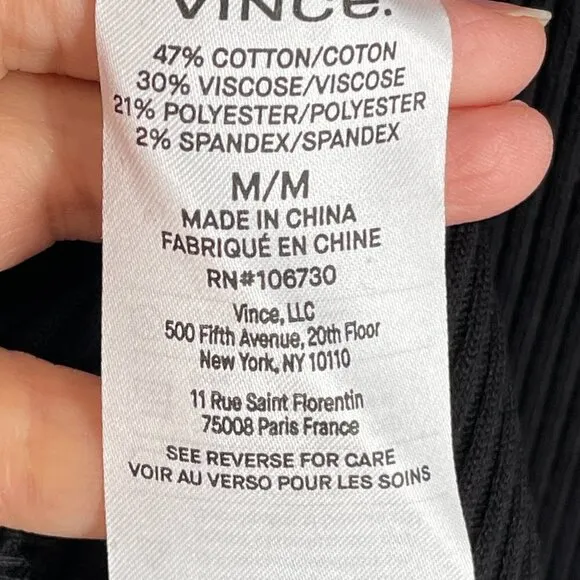 VINCE.
47% COTTON/COTON
30% VISCOSE/VISCOSE
21% POLYESTER/POLYESTER
2% SPANDEX/SPANDEX
M/M
MADE IN CHINA
FABRIQUÉ EN CHINE
RN#106730
Vince, LLC
500 Fifth Avenue, 20th Floor
New York, NY 10110
11 Rue Saint Florentin
75008 Paris France
SEE REVERSE FOR CARE
VOIR AU VERSO POUR LES SOINS